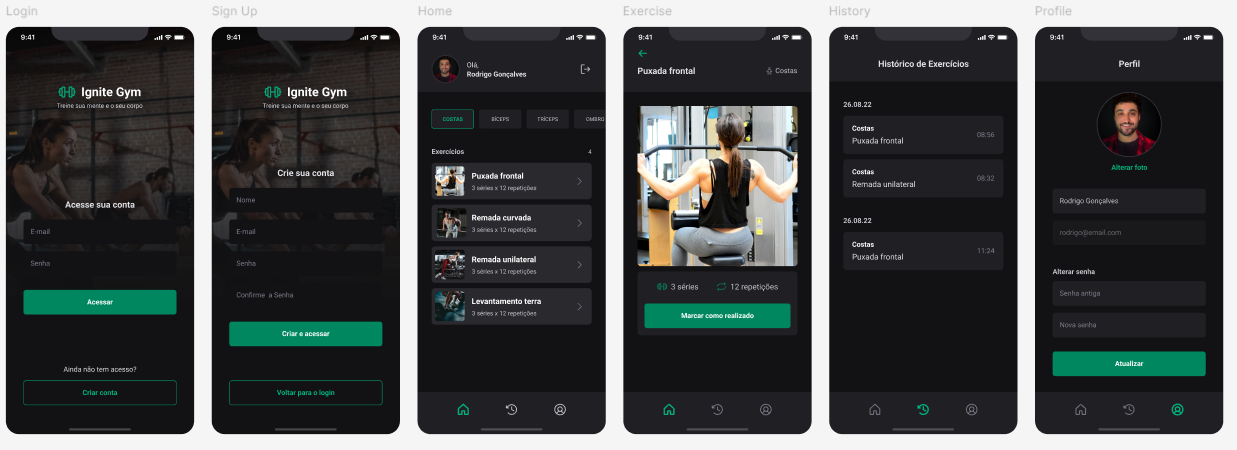 Login
9:41
Ignite Gym
Treine sua mente e o seu corpo
Acesse sua conta
E-mail
Senha
Acessar
Ainda não tem acesso?
Criar conta
Sign Up
9:41
Ignite Gym
Treine sua mente e o seu corpo
Crie sua conta
Nome
E-mail
Senha
Confirme a Senha
Criar e acessar
Voltar para o login
Home
9:41
Olá,
Rodrigo Gonçalves
COSTAS
BÍCEPS
TRÍCEPS
OMBRO
Exercícios
4
Puxada frontal
3 séries x 12 repetições
Remada curvada
3 séries x 12 repetições
Remada unilateral
3 séries x 12 repetições
Levantamento terra
3 séries x 12 repetições
Exercise
9:41
Puxada frontal
Costas
3 séries
12 repetições
Marcar como realizado
History
9:41
Histórico de Exercícios
26.08.22
Costas
Puxada frontal
08:56
Costas
Remada unilateral
08:32
26.08.22
Costas
Puxada frontal
11:24
Profile
9:41
Perfil
Alterar foto
Rodrigo Gonçalves
rodrigo@email.com
Alterar senha
Senha antiga
Nova senha
Atualizar